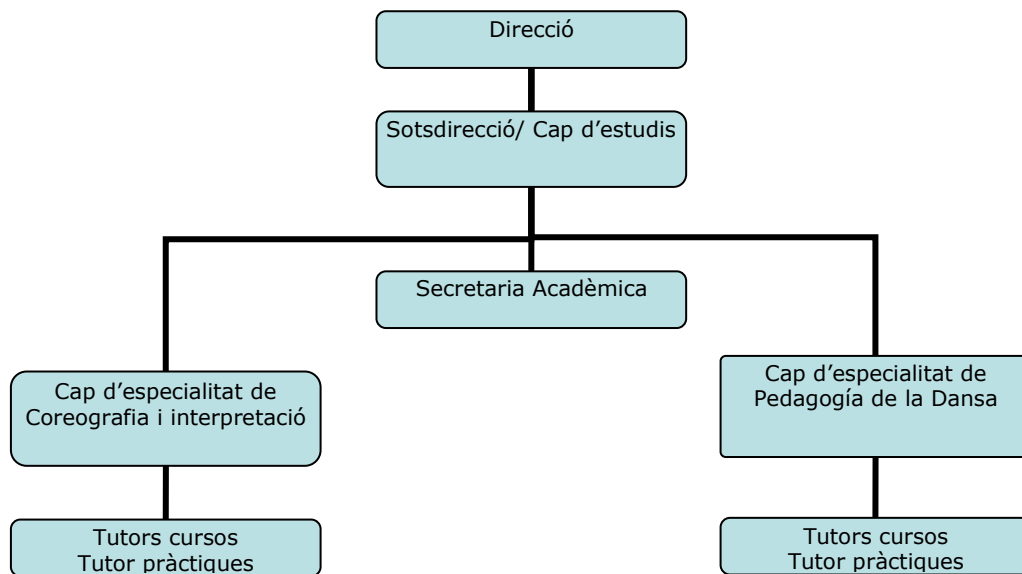 Direcció
Sotsdirecció/ Cap d’estudis
Secretaria Acadèmica
Cap d’especialitat de
Coreografia i interpretació
Cap d’especialitat de
Pedagogía de la Dansa
Tutors cursos
Tutor pràctiques
Tutors cursos
Tutor pràctiques